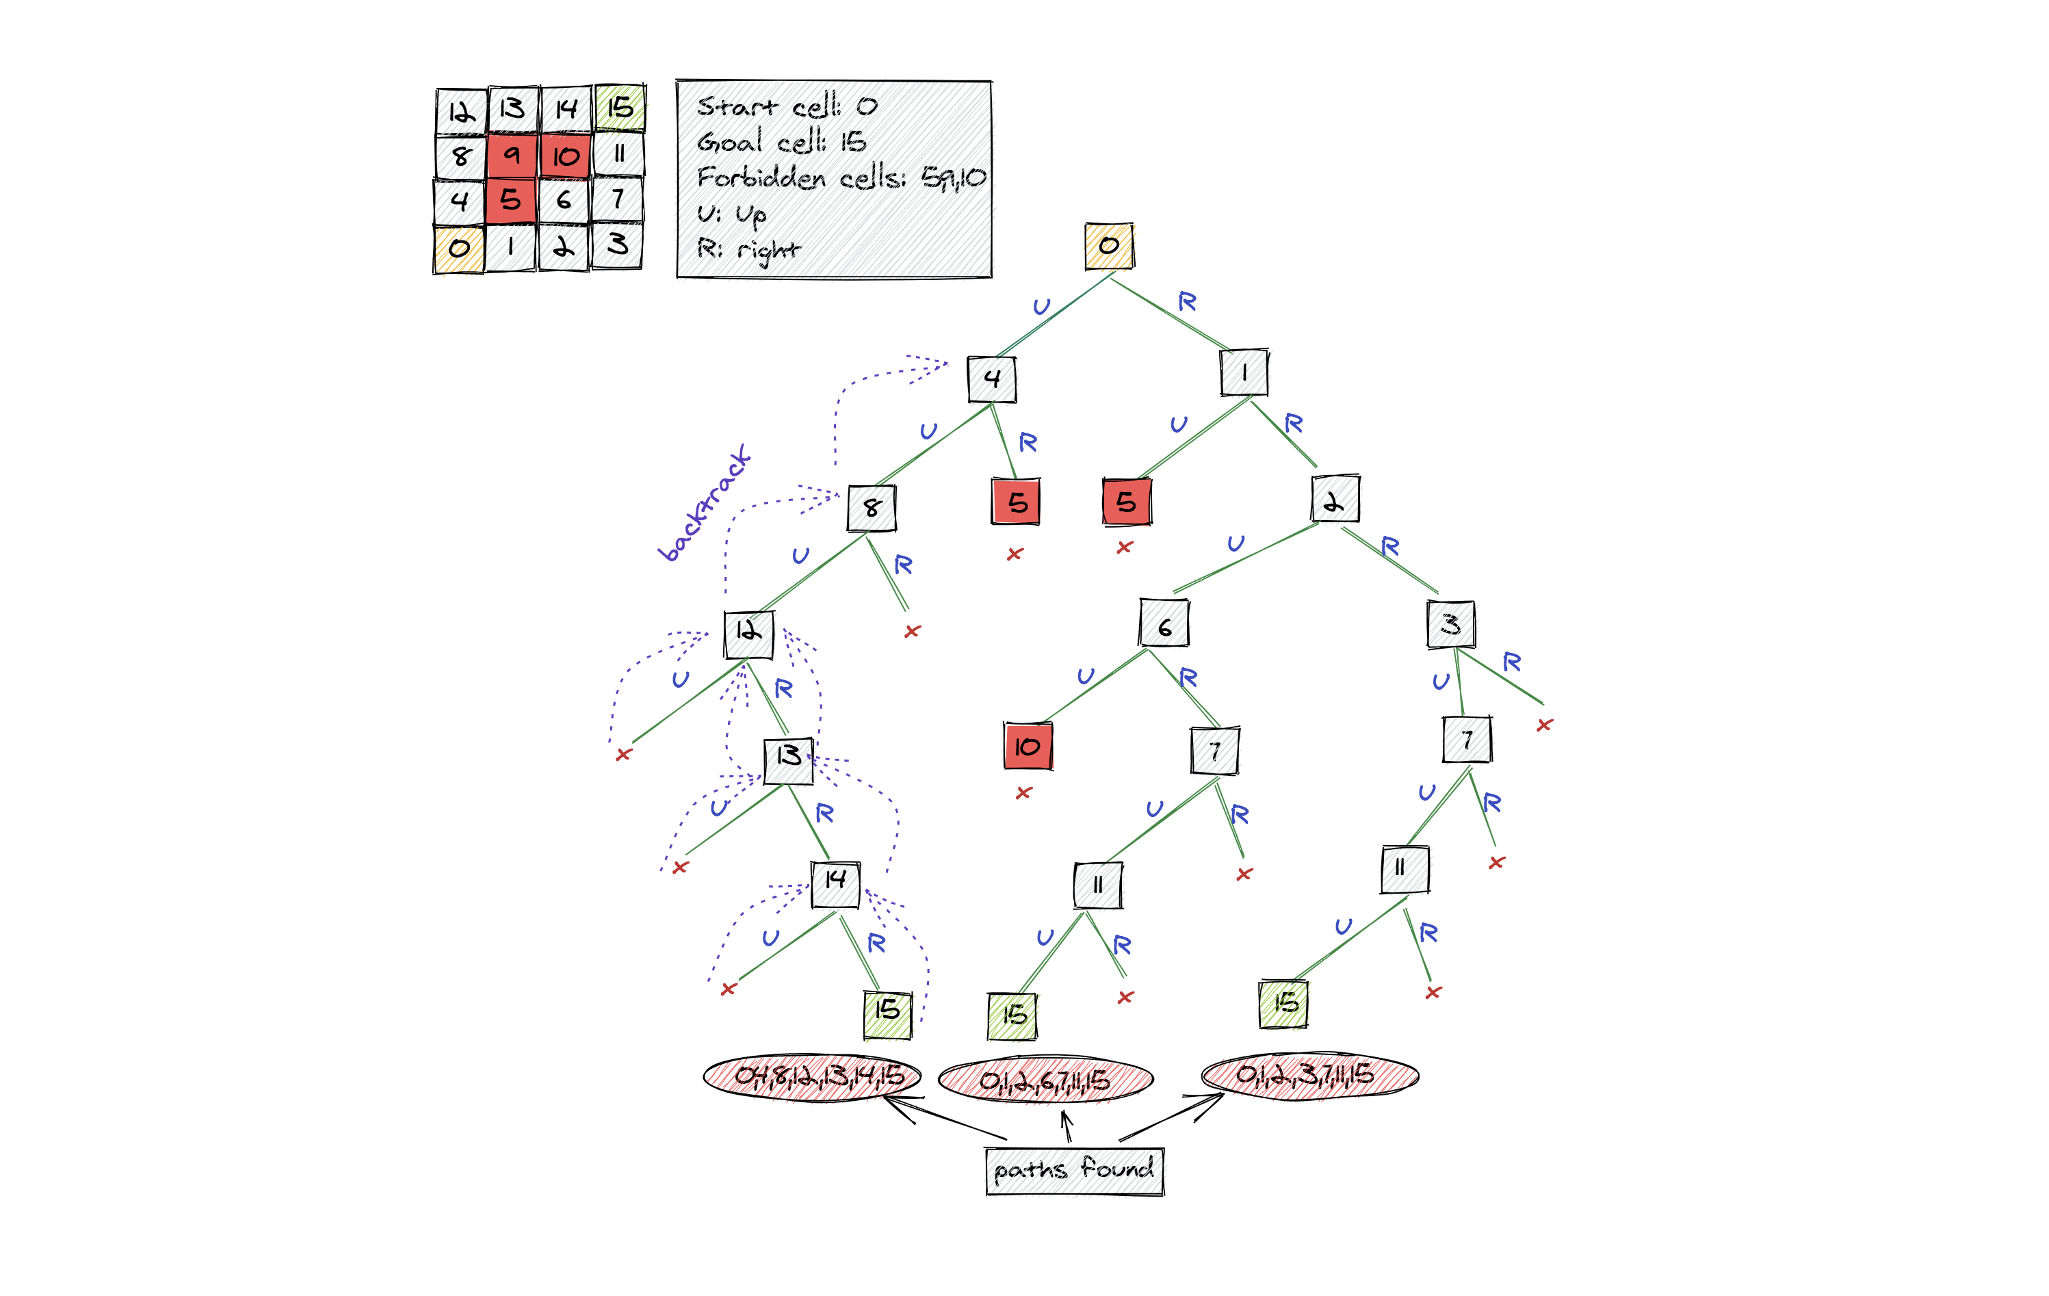 12 13 14 15
8 9 10 11
4 5 6 7
0 1 2 3
Start cell: 0
Goal cell: 15
Forbidden cells: 5,9,10
U: Up
R: right
0
U R
4 1
U R U R
backtrack
8 5 5 2
x x
U R U R
12 x 6 3
U R U R U R
x 13 10 7 7 x
x
U R U R U R
x 14 11 x 11 x
U R U R U R
x 15 15 x 15 x
0,4,8,12,13,14,15
0,1,2,6,7,11,15
0,1,2,3,7,11,15
paths found